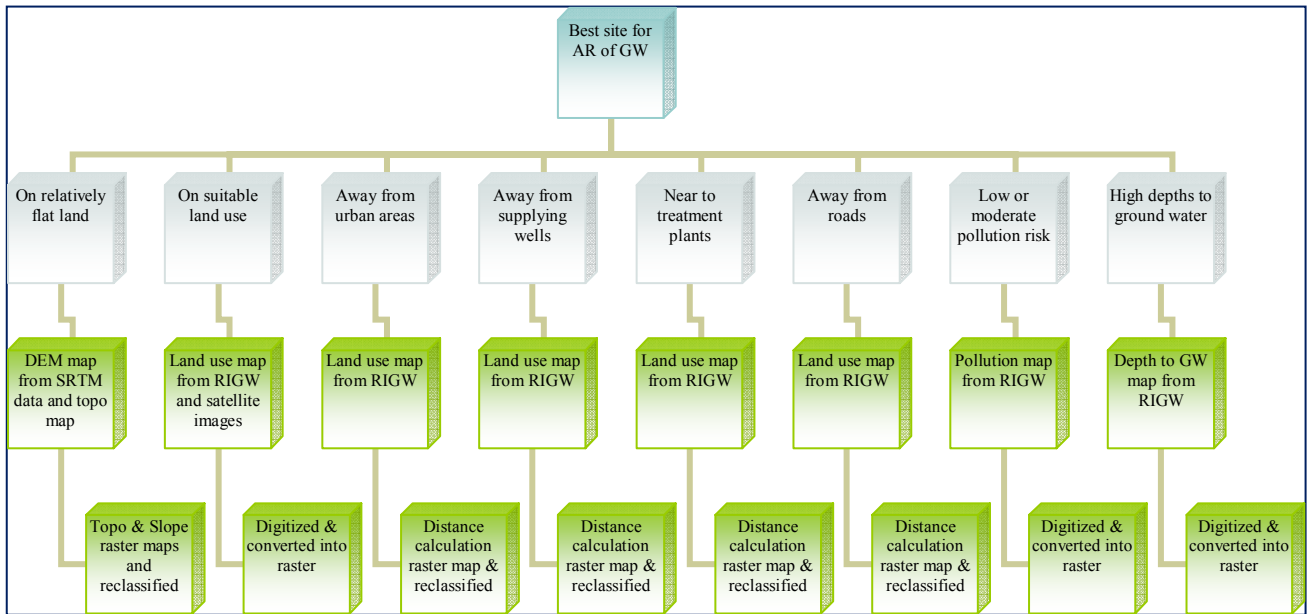 Best site for
AR of GW
On relatively
flat land
On suitable
land use
Away from
urban areas
Away from
supplying
wells
Near to
treatment
plants
Away from
roads
Low or
moderate
pollution risk
High depths to
ground water
DEM map
from SRTM
data and topo
map
Land use map
from RIGW
and satellite
images
Land use map
from RIGW
Land use map
from RIGW
Land use map
from RIGW
Land use map
from RIGW
Pollution map
from RIGW
Depth to GW
map from
RIGW
Topo & Slope
raster maps
and
reclassified
Digitized &
converted into
raster
Distance
calculation
raster map &
reclassified
Distance
calculation
raster map &
reclassified
Distance
calculation
raster map &
reclassified
Distance
calculation
raster map &
reclassified
Digitized &
converted into
raster
Digitized &
converted into
raster